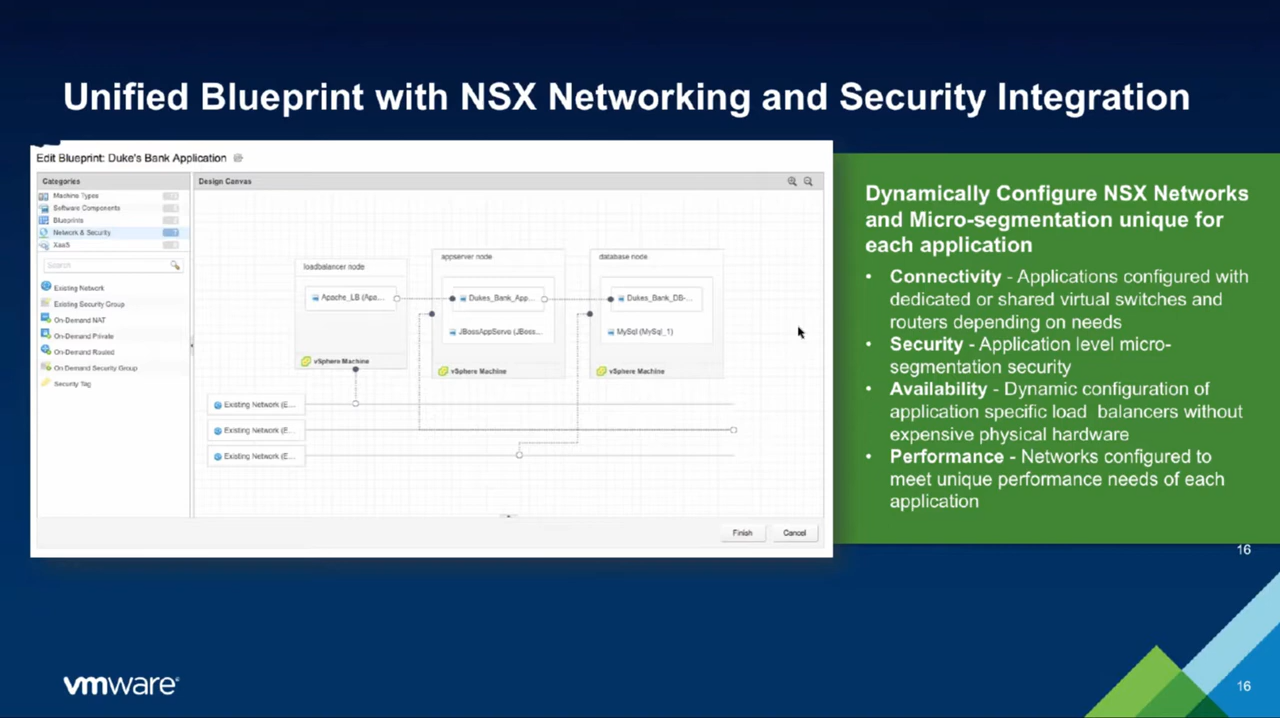 Unified Blueprint with NSX Networking and Security Integration
Edit Blueprint: Duke's Bank Application
Categories
Machine Types
Software Components
Blueprints
Network & Security
XaaS
Search
Existing Network
Existing Security Group
On-Demand NAT
On-Demand Private
On-Demand Routed
On-Demand Security Group
Security Tag
Design Canvas
loadbalancer node
Apache_LB (Apa...
vSphere Machine
appserver node
Dukes_Bank_App...
JBossAppServe (JBoss...
vSphere Machine
database node
Dukes_Bank_DB-...
MySql (MySql_1)
vSphere Machine
Existing Network (E...
Existing Network (E...
Existing Network (E...
Finish
Cancel
Dynamically Configure NSX Networks
and Micro-segmentation unique for
each application
• Connectivity - Applications configured with
dedicated or shared virtual switches and
routers depending on needs
• Security - Application level micro-
segmentation security
• Availability - Dynamic configuration of
application specific load balancers without
expensive physical hardware
• Performance - Networks configured to
meet unique performance needs of each
application
16
vmware
16